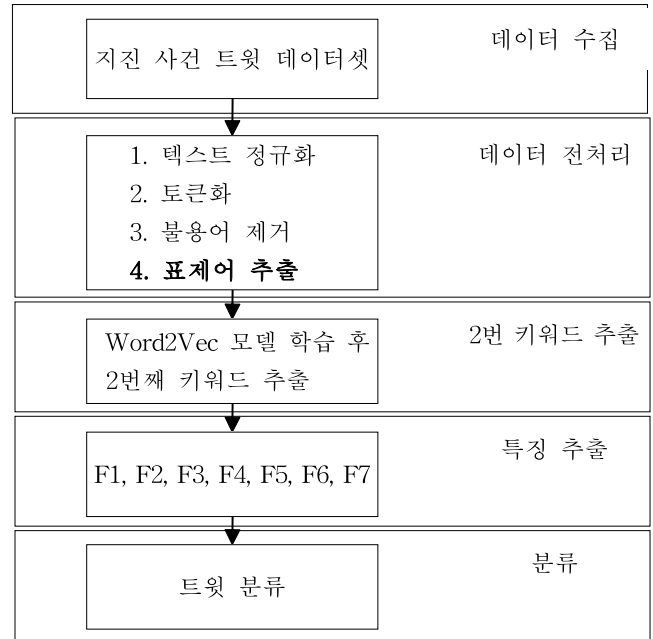 데이터 수집
지진 사건 트윗 데이터셋
데이터 전처리
1. 텍스트 정규화
2. 토큰화
3. 불용어 제거
4. 표제어 추출
2번 키워드 추출
Word2Vec 모델 학습 후
2번째 키워드 추출
특징 추출
F1, F2, F3, F4, F5, F6, F7
분류
트윗 분류